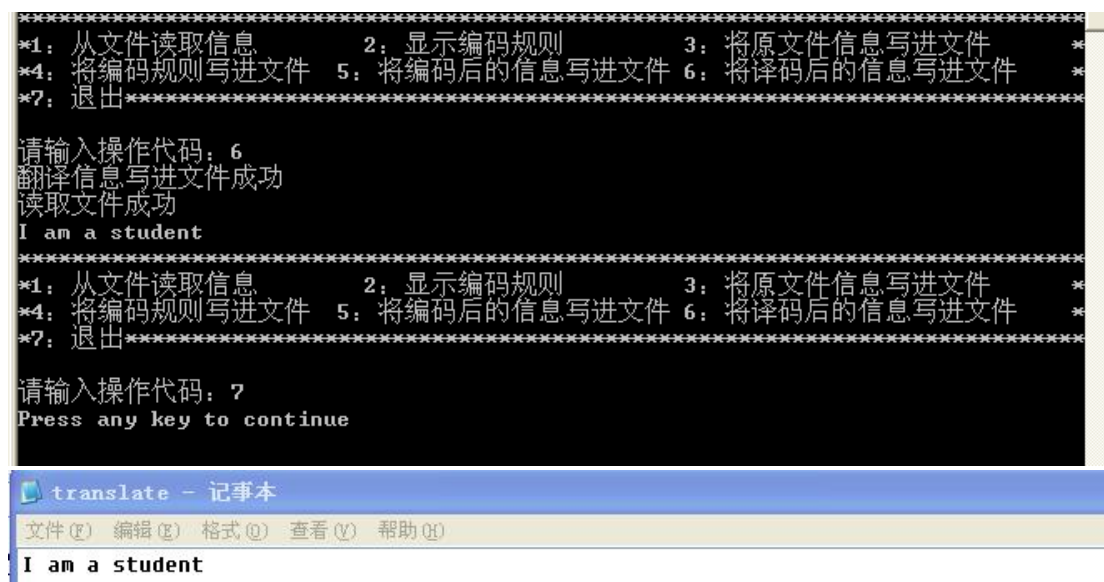 ********************************************************************************
*1：从文件读取信息 2：显示编码规则 3：将原文件信息写进文件 *
*4：将编码规则写进文件 5：将编码后的信息写进文件 6：将译码后的信息写进文件 *
*7：退出************************************************************************
请输入操作代码：6
翻译信息写进文件成功
读取文件成功
I am a student
********************************************************************************
*1：从文件读取信息 2：显示编码规则 3：将原文件信息写进文件 *
*4：将编码规则写进文件 5：将编码后的信息写进文件 6：将译码后的信息写进文件 *
*7：退出************************************************************************
请输入操作代码：7
Press any key to continue
translate - 记事本
文件(F) 编辑(E) 格式(O) 查看(V) 帮助(H)
I am a student